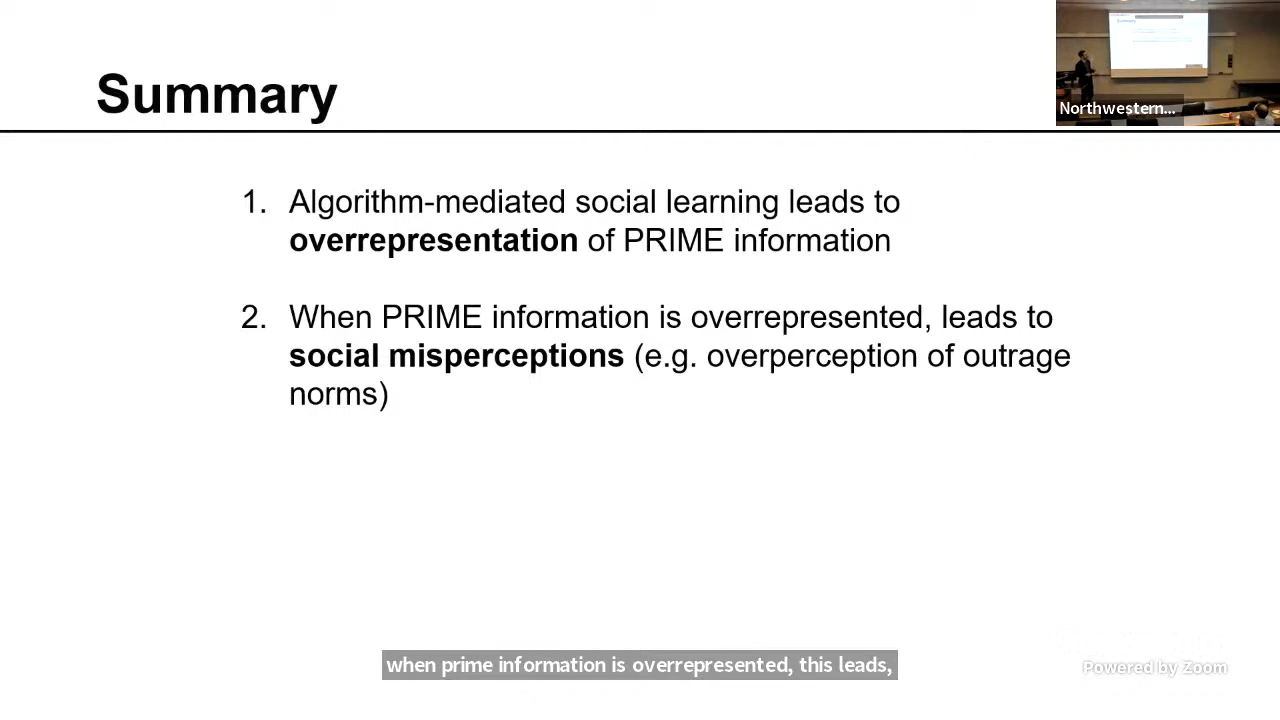 Summary
Northwestern...
1. Algorithm-mediated social learning leads to
overrepresentation of PRIME information
2. When PRIME information is overrepresented, leads to
social misperceptions (e.g. overperception of outrage
norms)
when prime information is overrepresented, this leads,
Powered by Zoom